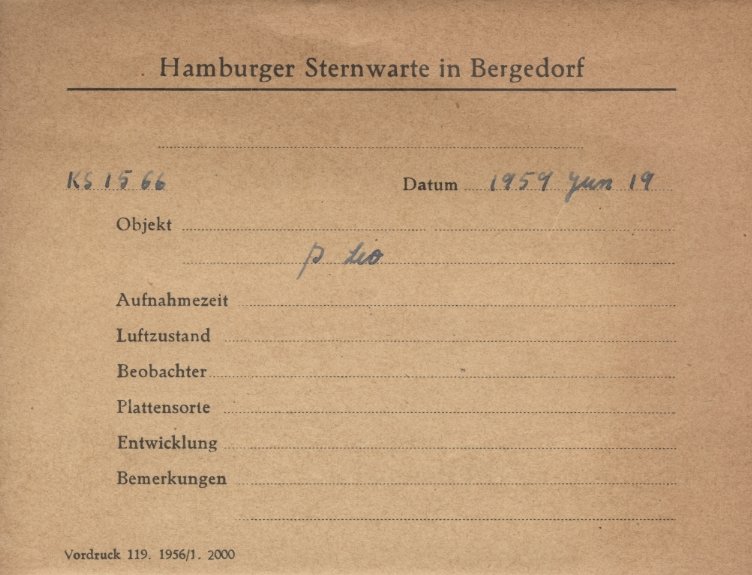 Hamburger Sternwarte in Bergedorf
KS 1566 Datum 1959 Jun 19
Objekt
β Leo
Aufnahmezeit
Luftzustand
Beobachter
Plattensorte
Entwicklung
Bemerkungen
Vordruck 119. 1956/1. 2000